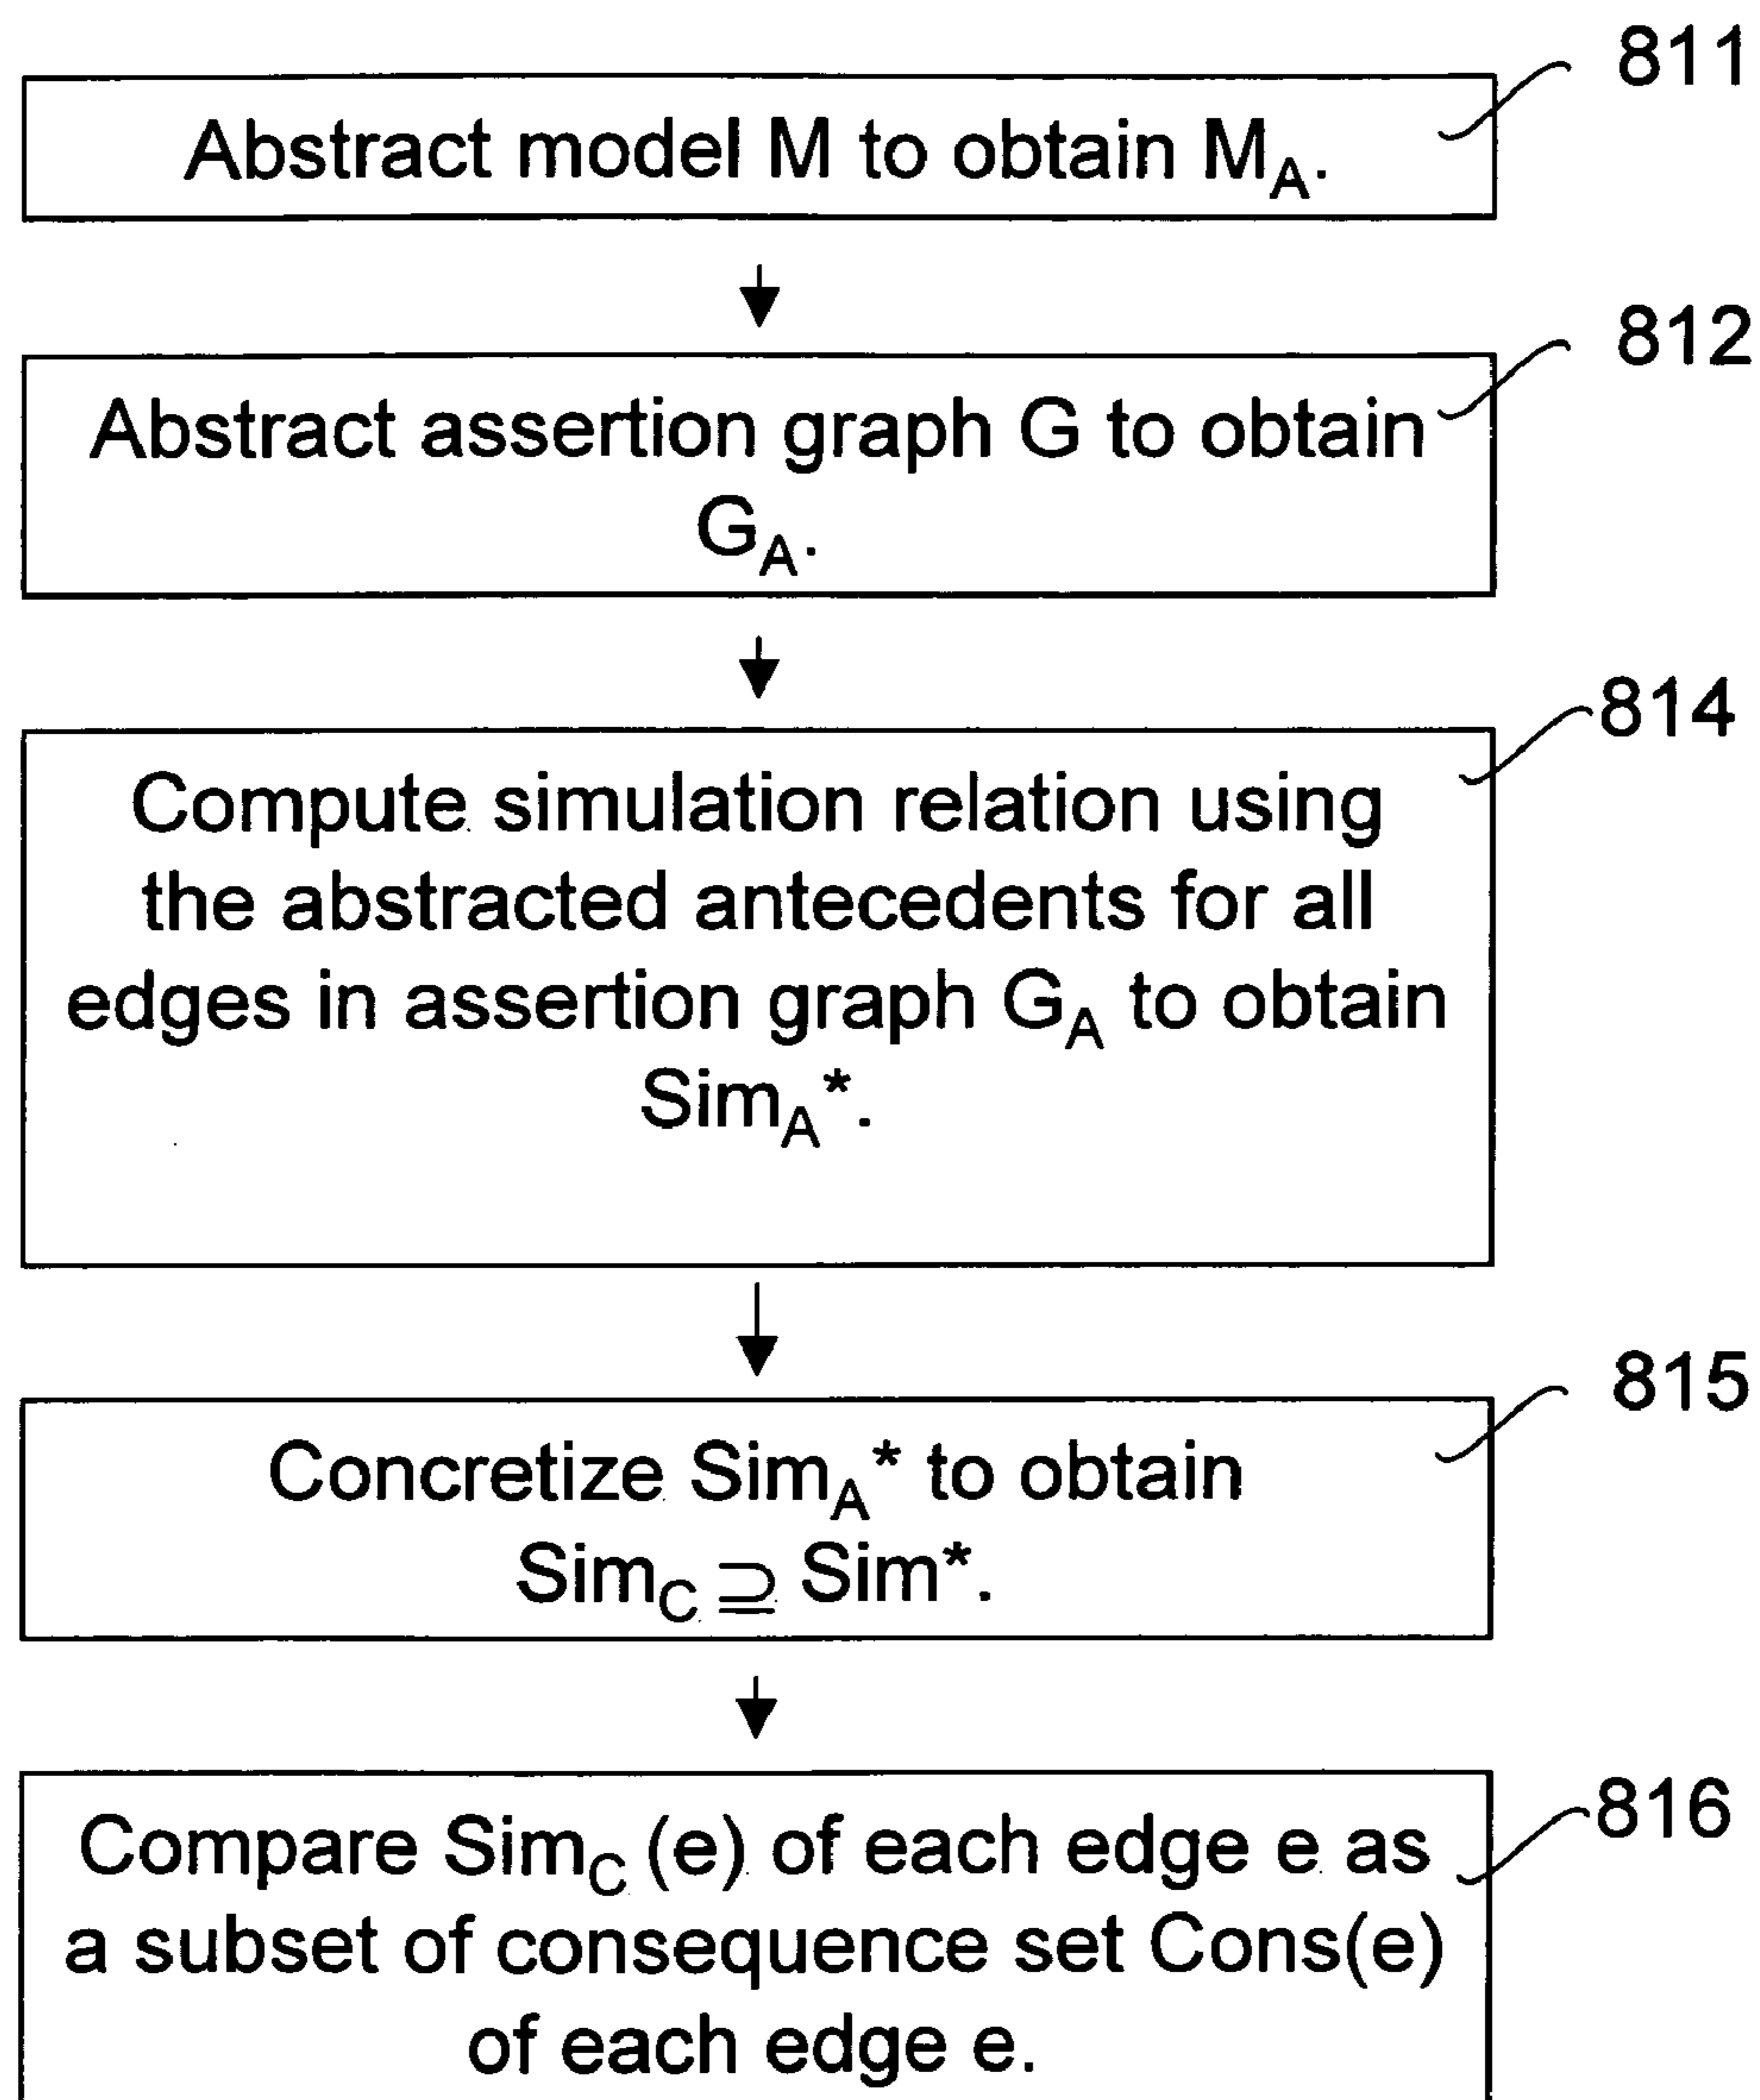 811
Abstract model M to obtain M_A.
812
Abstract assertion graph G to obtain
G_A.
814
Compute simulation relation using
the abstracted antecedents for all
edges in assertion graph G_A to obtain
Sim_A*.
815
Concretize Sim_A* to obtain
Sim_C ⊇ Sim*.
816
Compare Sim_C (e) of each edge e as
a subset of consequence set Cons(e)
of each edge e.